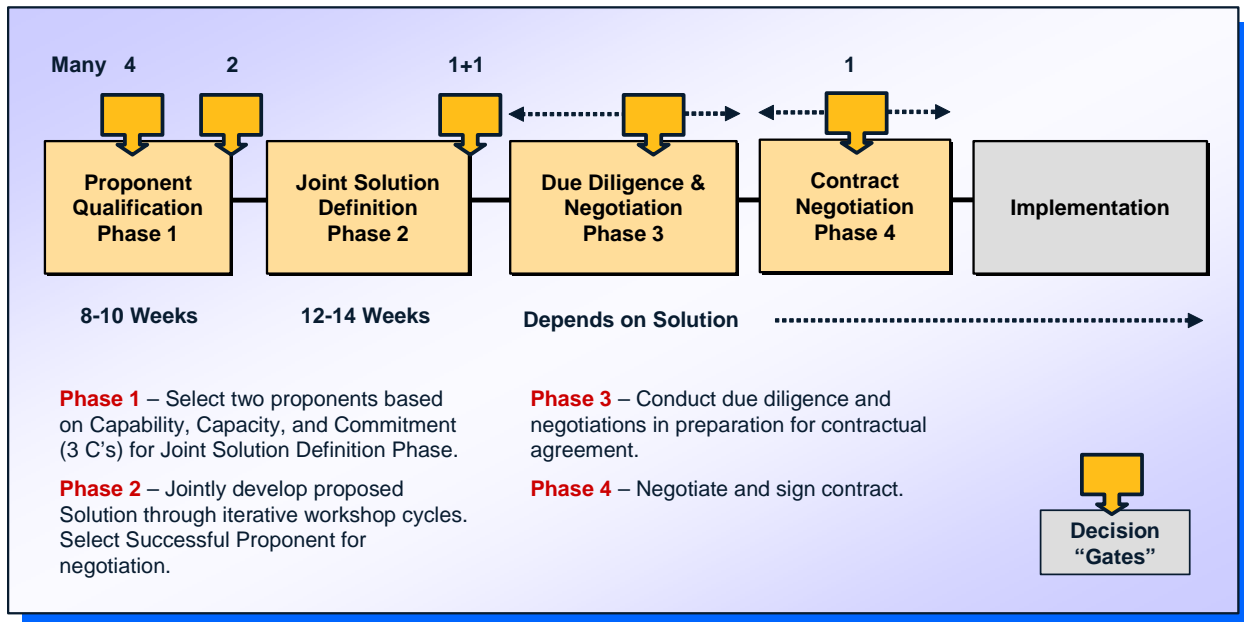 Many 4 2 1+1 1
Proponent
Qualification
Phase 1
Joint Solution
Definition
Phase 2
Due Diligence &
Negotiation
Phase 3
Contract
Negotiation
Phase 4
Implementation
8-10 Weeks
12-14 Weeks
Depends on Solution
Phase 1 – Select two proponents based
on Capability, Capacity, and Commitment
(3 C's) for Joint Solution Definition Phase.
Phase 2 – Jointly develop proposed
Solution through iterative workshop cycles.
Select Successful Proponent for
negotiation.
Phase 3 – Conduct due diligence and
negotiations in preparation for contractual
agreement.
Phase 4 – Negotiate and sign contract.
Decision
“Gates”